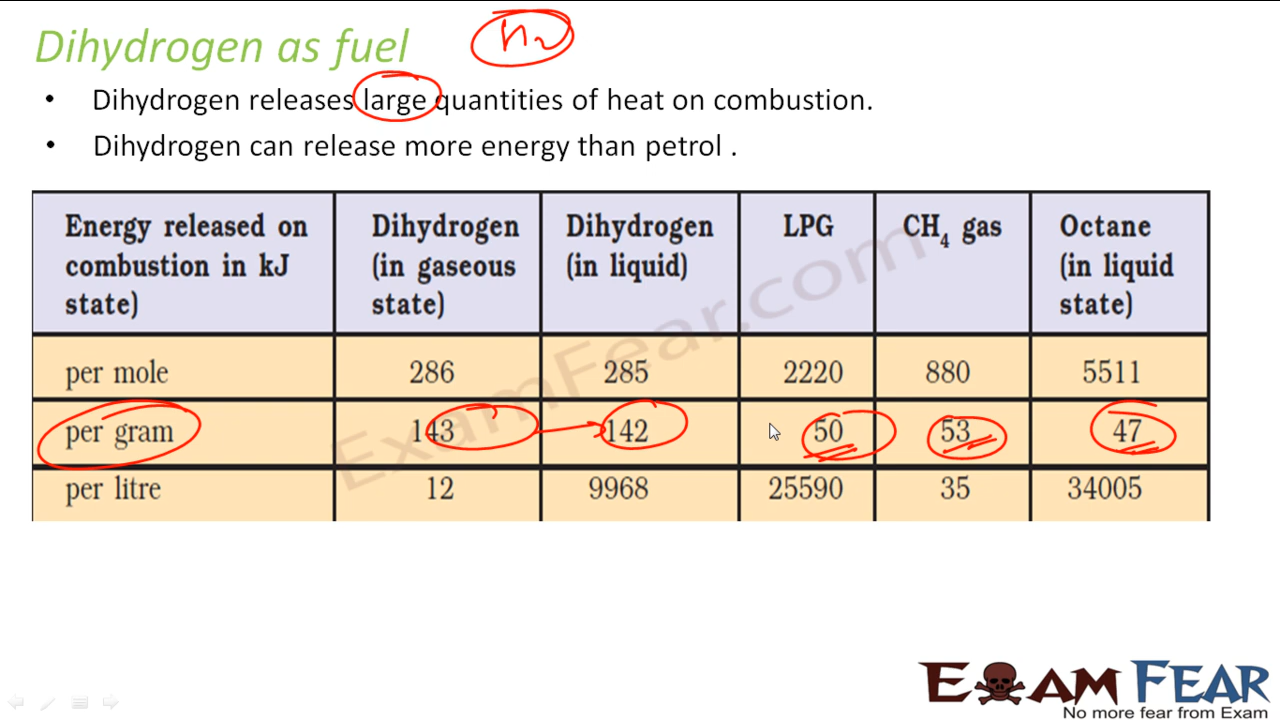 Dihydrogen as fuel H2
• Dihydrogen releases large quantities of heat on combustion.
• Dihydrogen can release more energy than petrol .
Energy released on combustion in kJ state) Dihydrogen (in gaseous state) Dihydrogen (in liquid) LPG CH4 gas Octane (in liquid state)
per mole 286 285 2220 880 5511
per gram 143 142 50 53 47
per litre 12 9968 25590 35 34005
ExamFear.com
EXAM FEAR
No more fear from Exam